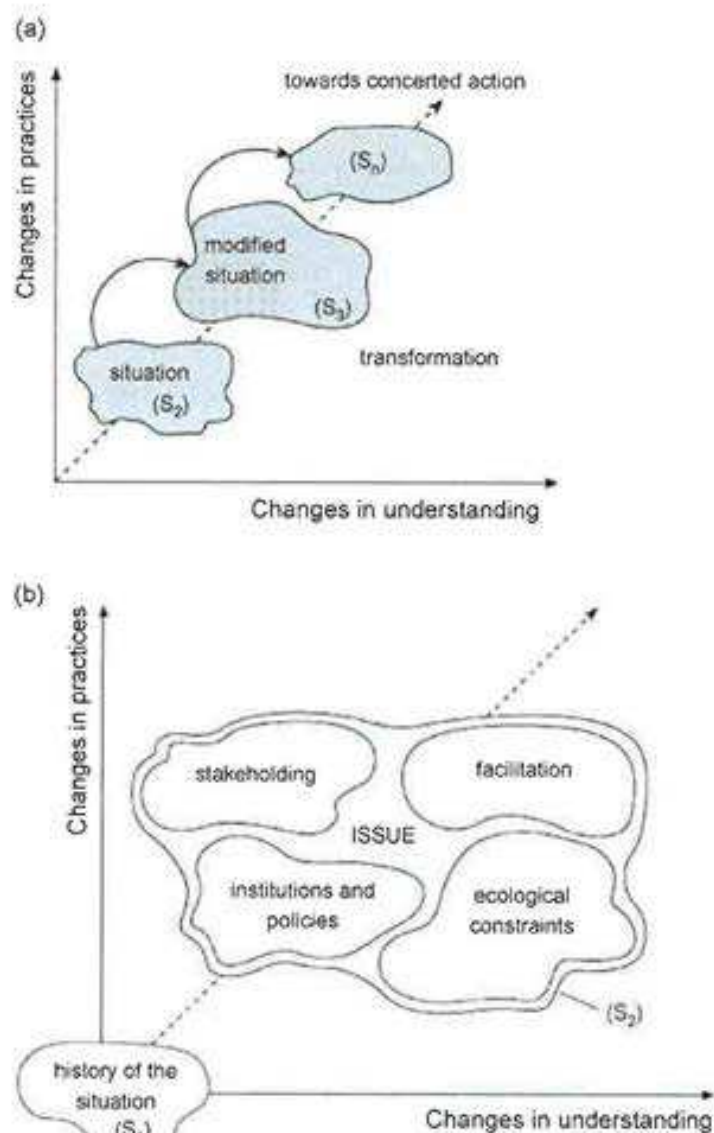 (a)
Changes in practices
towards concerted action
(Sₙ)
modified
situation
(S₃)
transformation
situation
(S₂)
Changes in understanding
(b)
Changes in practices
stakeholding
facilitation
ISSUE
institutions and
policies
ecological
constraints
(S₂)
history of the
situation
Changes in understanding